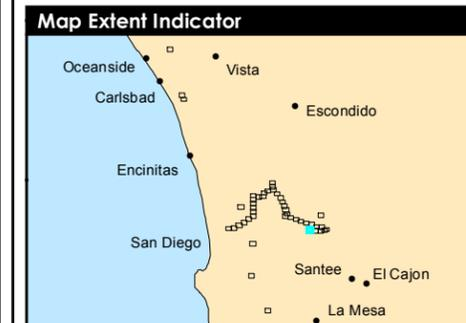 Map Extent Indicator
Oceanside
Vista
Carlsbad
Escondido
Encinitas
San Diego
Santee
El Cajon
La Mesa